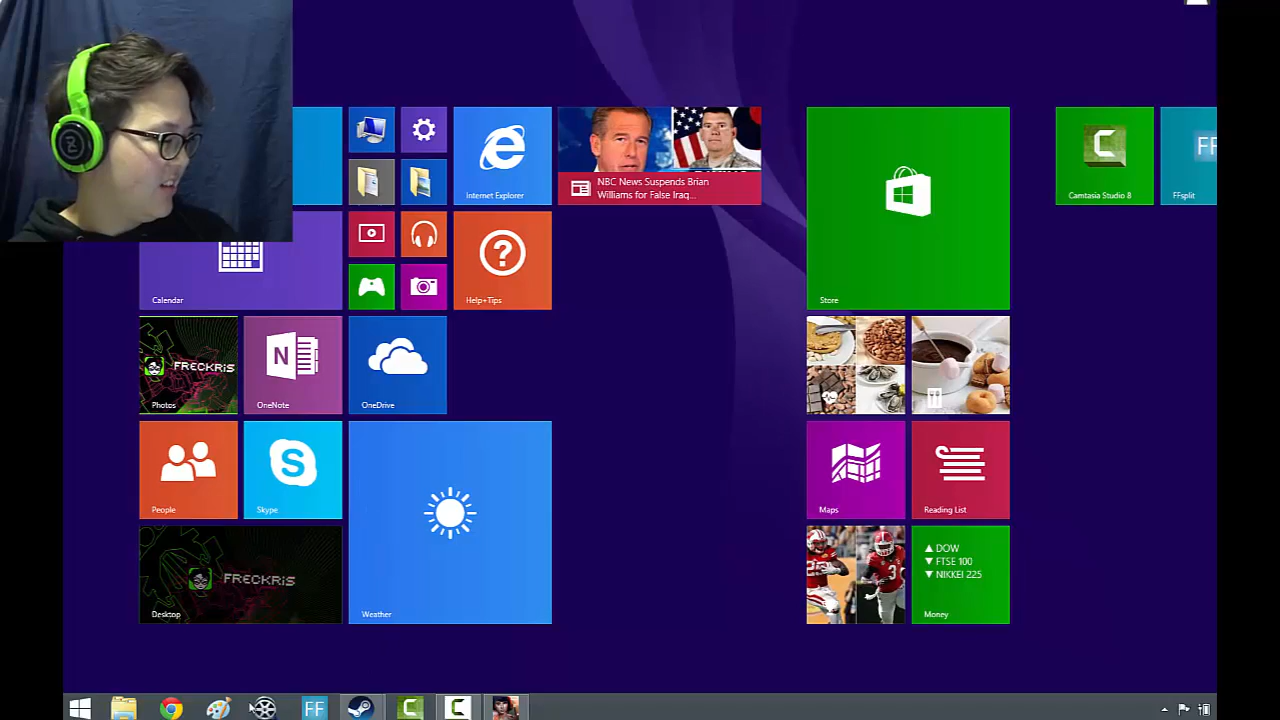 Internet Explorer
NBC News Suspends Brian
Williams for False Iraq...
Store
C
Camtasia Studio 8
FF
FFsplit
Calendar
Help+Tips
FRECKRIS
Photos
N
OneNote
OneDrive
S
People
Skype
Maps
Reading List
FRECKRIS
Desktop
Weather
▲ DOW
▼ FTSE 100
▼ NIKKEI 225
Money
FF
C
C